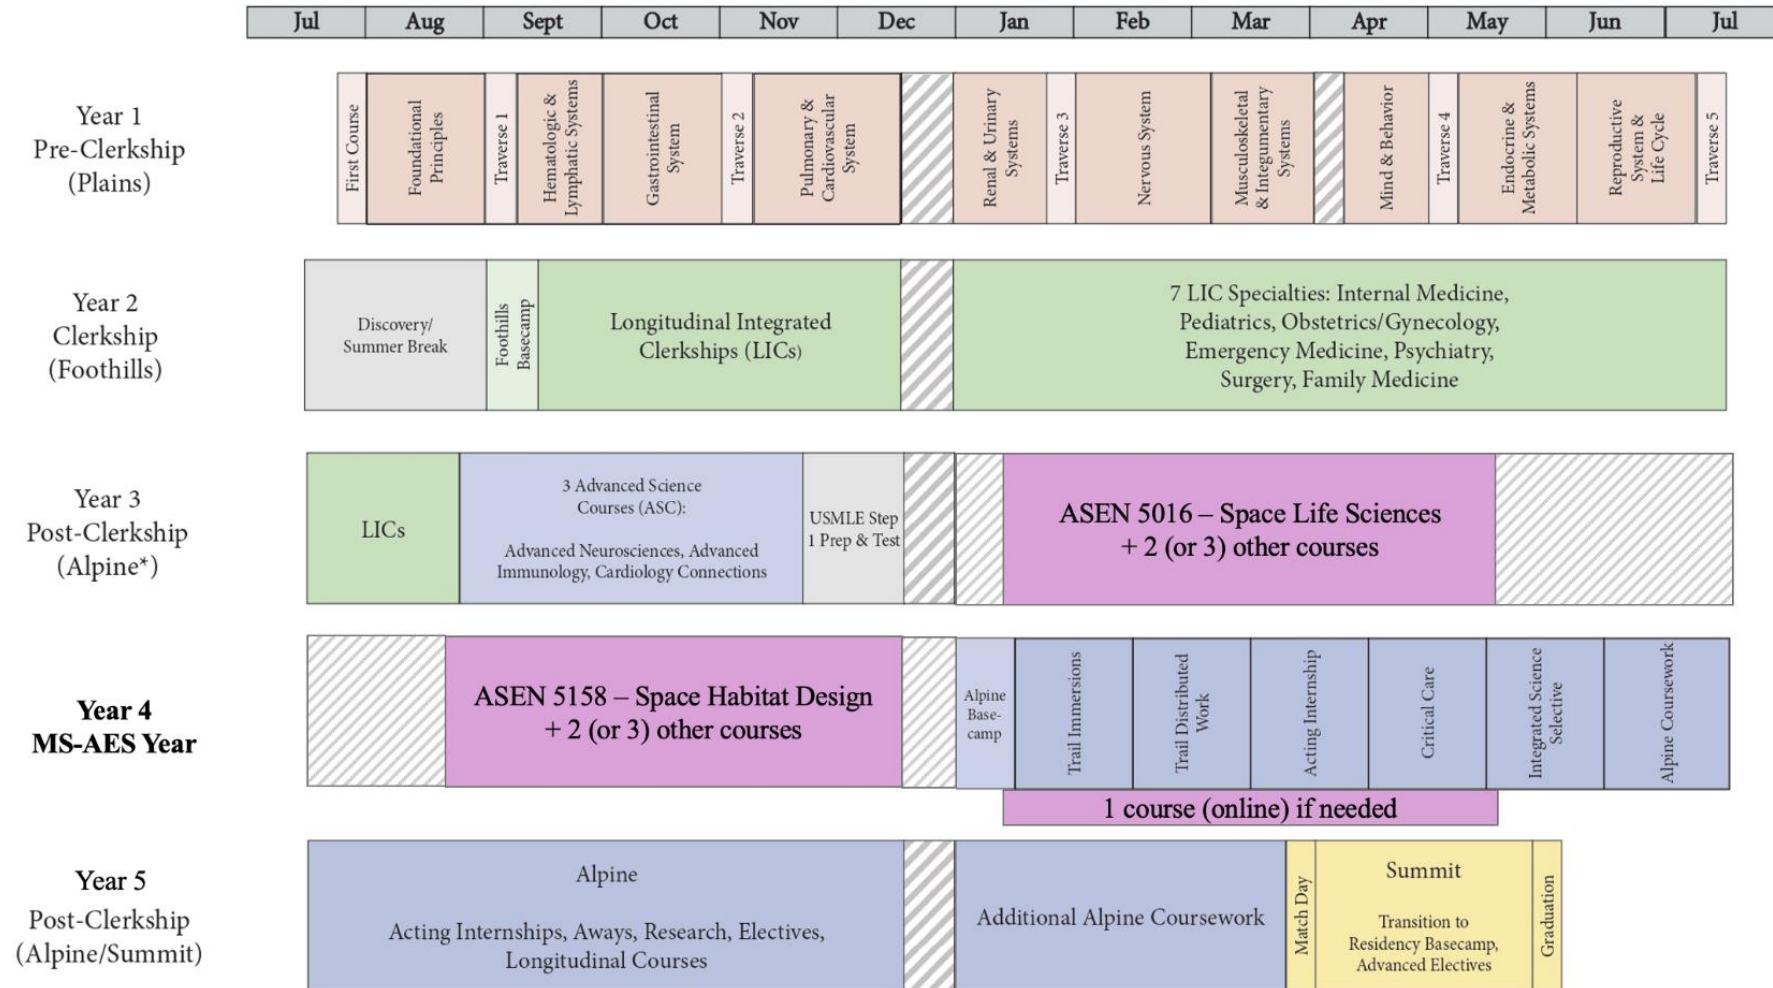 Jul Aug Sept Oct Nov Dec Jan Feb Mar Apr May Jun Jul
Year 1
Pre-Clerkship
(Plains)
First Course
Foundational
Principles
Traverse 1
Hematologic &
Lymphatic Systems
Gastrointestinal
System
Traverse 2
Pulmonary &
Cardiovascular
System
Renal & Urinary
Systems
Traverse 3
Nervous System
Musculoskeletal
& Integumentary
Systems
Mind & Behavior
Traverse 4
Endocrine &
Metabolic Systems
Reproductive
System &
Life Cycle
Traverse 5
Year 2
Clerkship
(Foothills)
Discovery/
Summer Break
Foothills
Basecamp
Longitudinal Integrated
Clerkships (LICs)
7 LIC Specialties: Internal Medicine,
Pediatrics, Obstetrics/Gynecology,
Emergency Medicine, Psychiatry,
Surgery, Family Medicine
Year 3
Post-Clerkship
(Alpine*)
LICs
3 Advanced Science
Courses (ASC):
Advanced Neurosciences, Advanced
Immunology, Cardiology Connections
USMLE Step
1 Prep & Test
ASEN 5016 – Space Life Sciences
+ 2 (or 3) other courses
Year 4
MS-AES Year
ASEN 5158 – Space Habitat Design
+ 2 (or 3) other courses
Alpine
Base-
camp
Trail Immersions
Trail Distributed
Work
Acting Internship
Critical Care
Integrated Science
Selective
Alpine Coursework
1 course (online) if needed
Year 5
Post-Clerkship
(Alpine/Summit)
Alpine
Acting Internships, Aways, Research, Electives,
Longitudinal Courses
Additional Alpine Coursework
Match Day
Summit
Transition to
Residency Basecamp,
Advanced Electives
Graduation